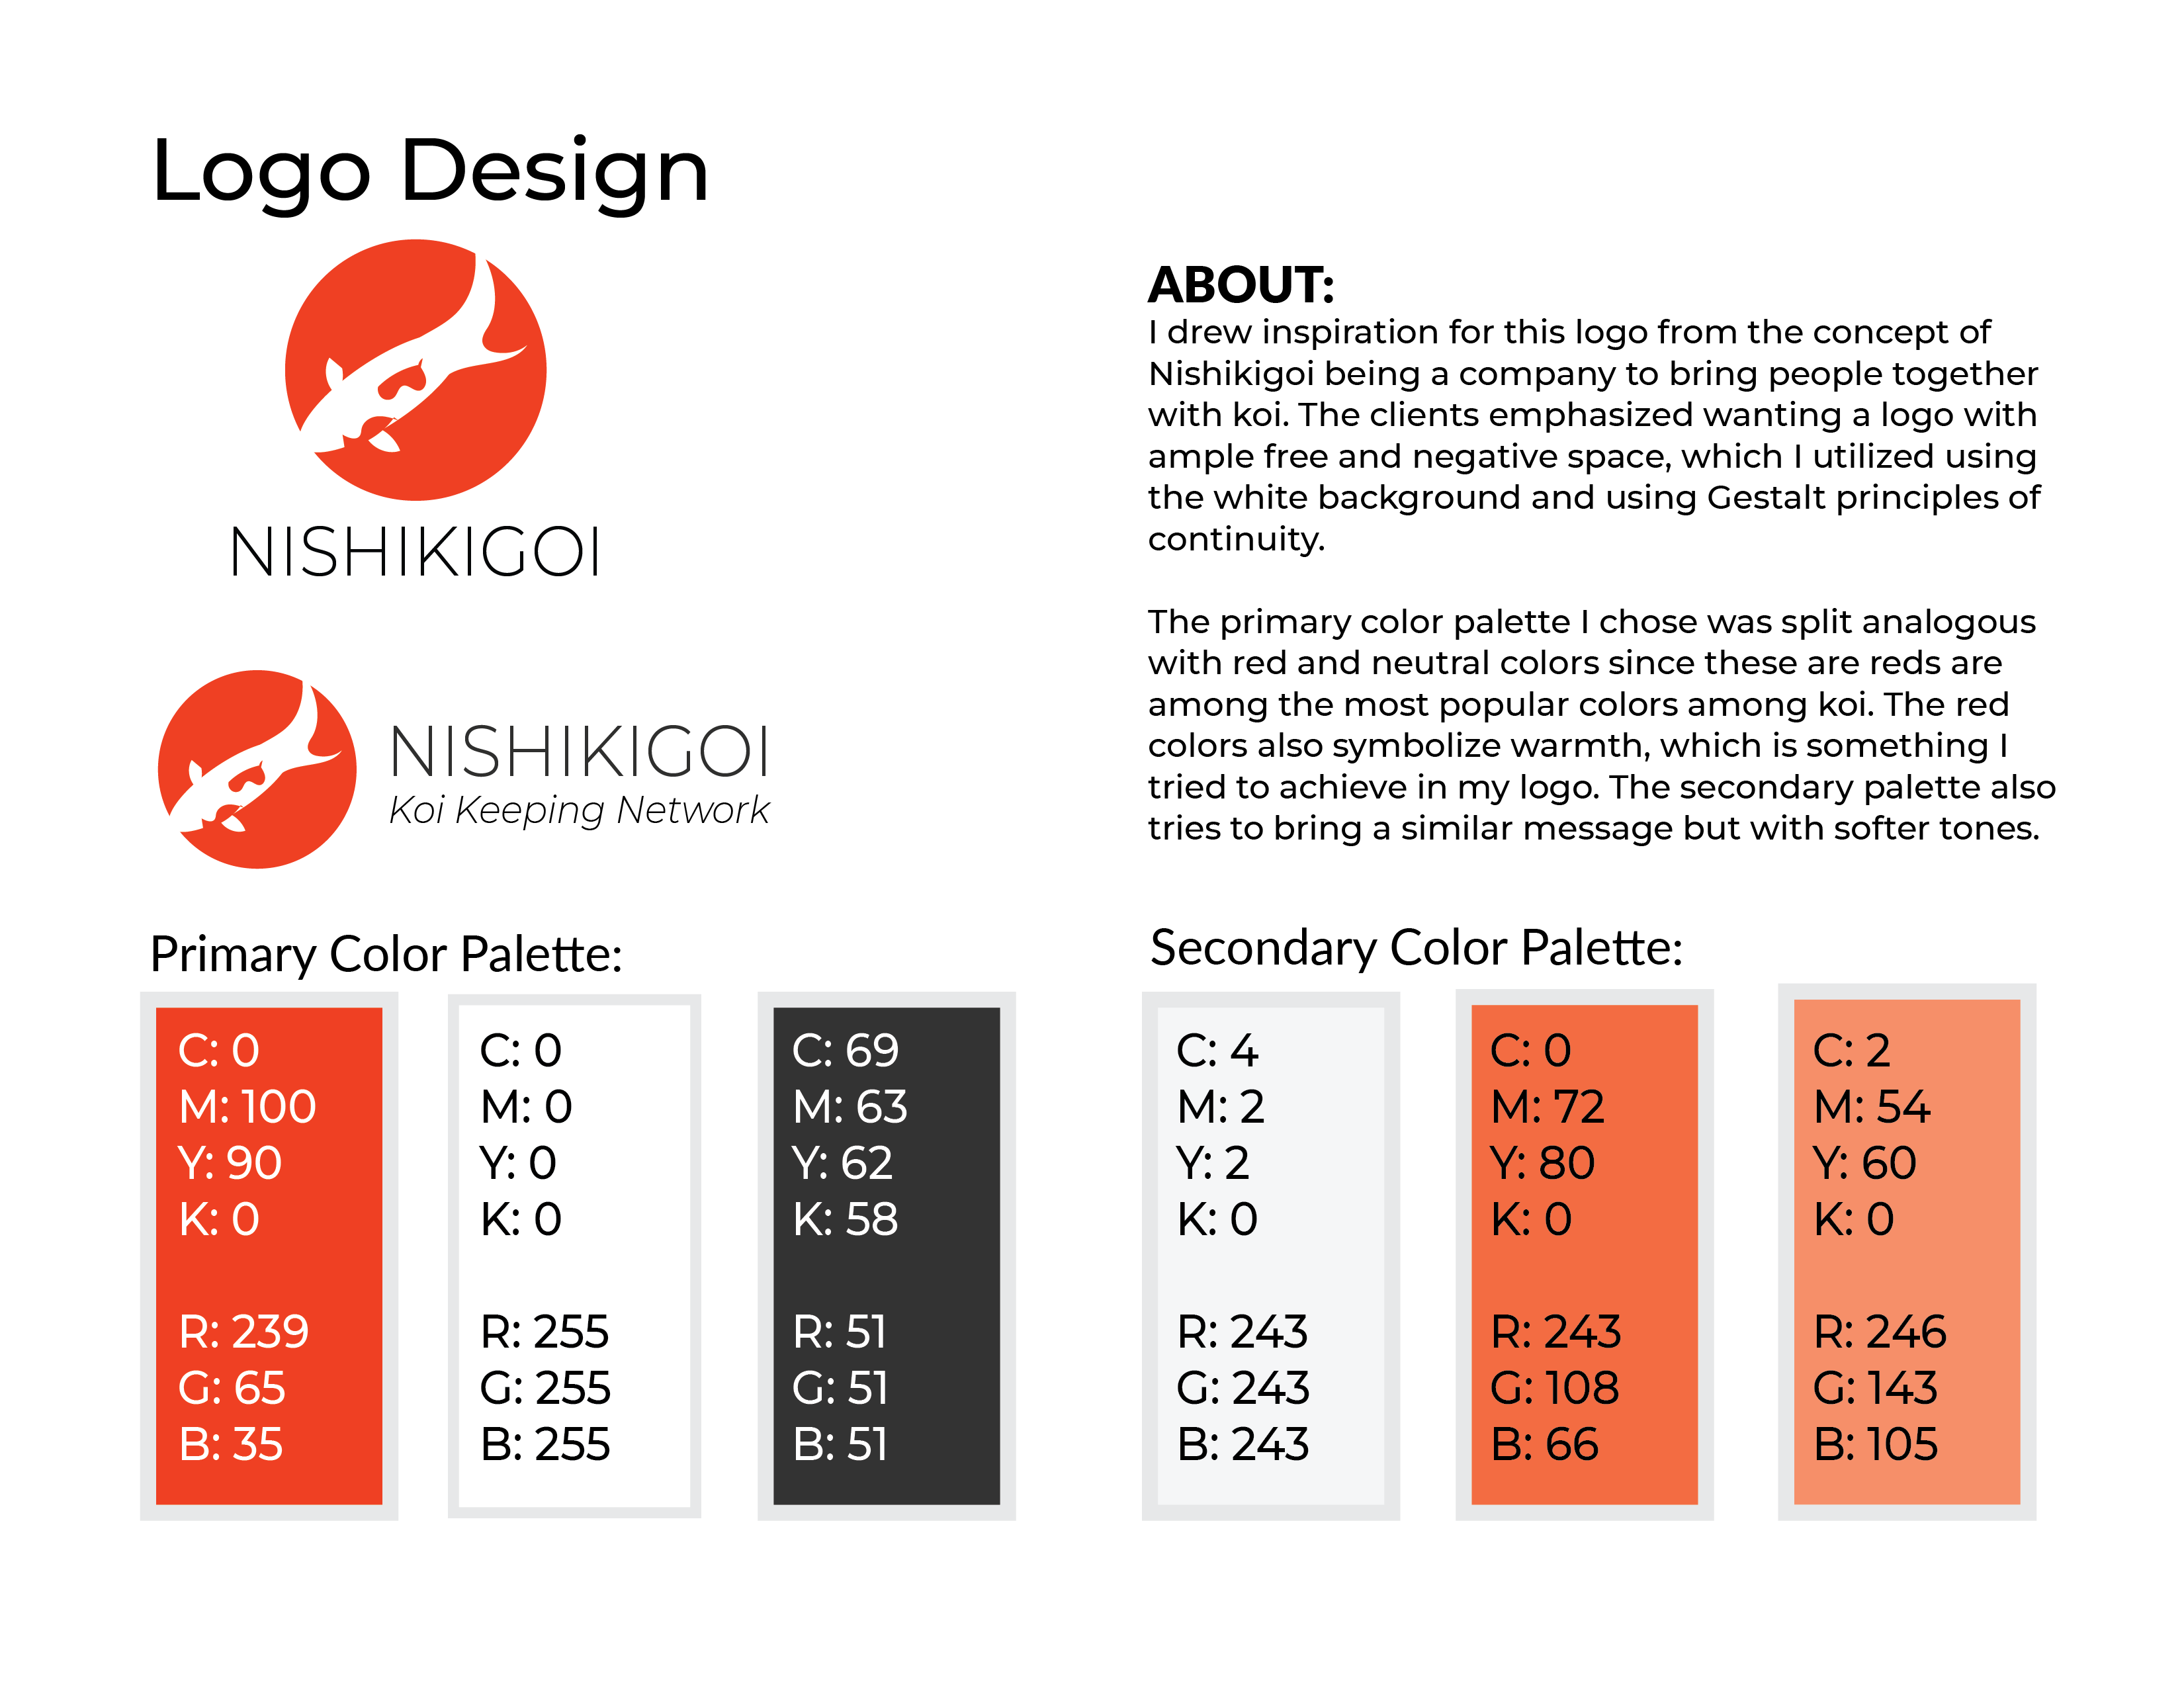 Logo Design
NISHIKIGOI
NISHIKIGOI
Koi Keeping Network
ABOUT:
I drew inspiration for this logo from the concept of
Nishikigoi being a company to bring people together
with koi. The clients emphasized wanting a logo with
ample free and negative space, which I utilized using
the white background and using Gestalt principles of
continuity.
The primary color palette I chose was split analogous
with red and neutral colors since these are reds are
among the most popular colors among koi. The red
colors also symbolize warmth, which is something I
tried to achieve in my logo. The secondary palette also
tries to bring a similar message but with softer tones.
Primary Color Palette:
C: 0
M: 100
Y: 90
K: 0
R: 239
G: 65
B: 35
C: 0
M: 0
Y: 0
K: 0
R: 255
G: 255
B: 255
C: 69
M: 63
Y: 62
K: 58
R: 51
G: 51
B: 51
Secondary Color Palette:
C: 4
M: 2
Y: 2
K: 0
R: 243
G: 243
B: 243
C: 0
M: 72
Y: 80
K: 0
R: 243
G: 108
B: 66
C: 2
M: 54
Y: 60
K: 0
R: 246
G: 143
B: 105